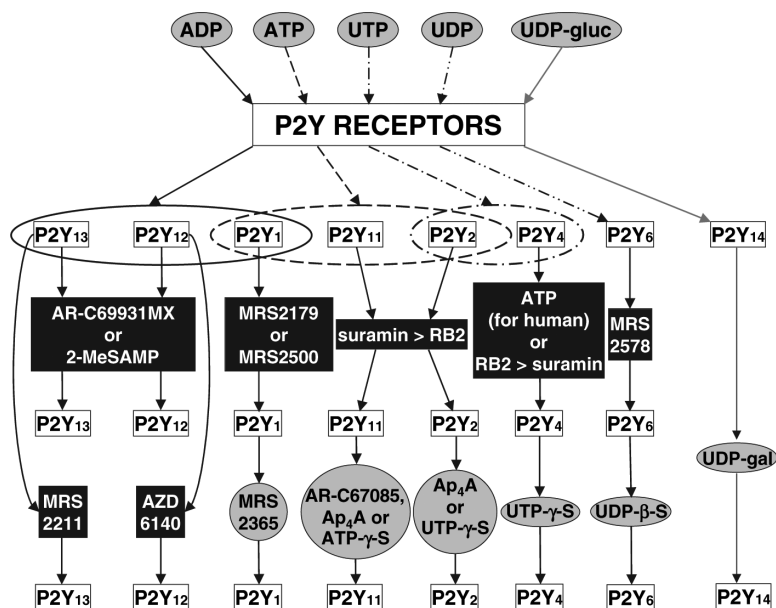 ADP ATP UTP UDP UDP-gluc
P2Y RECEPTORS
P2Y13 P2Y12 P2Y1 P2Y11 P2Y2 P2Y4 P2Y6 P2Y14
AR-C69931MX
or
2-MeSAMP
MRS2179
or
MRS2500
suramin > RB2
ATP
(for human)
or
RB2 > suramin
MRS
2578
P2Y13 P2Y12 P2Y1 P2Y11 P2Y2 P2Y4 P2Y6
UDP-gal
MRS
2211
AZD
6140
MRS
2365
AR-C67085,
Ap4A or
ATP-γ-S
Ap4A
or
UTP-γ-S
UTP-γ-S
UDP-β-S
P2Y13 P2Y12 P2Y1 P2Y11 P2Y2 P2Y4 P2Y6 P2Y14